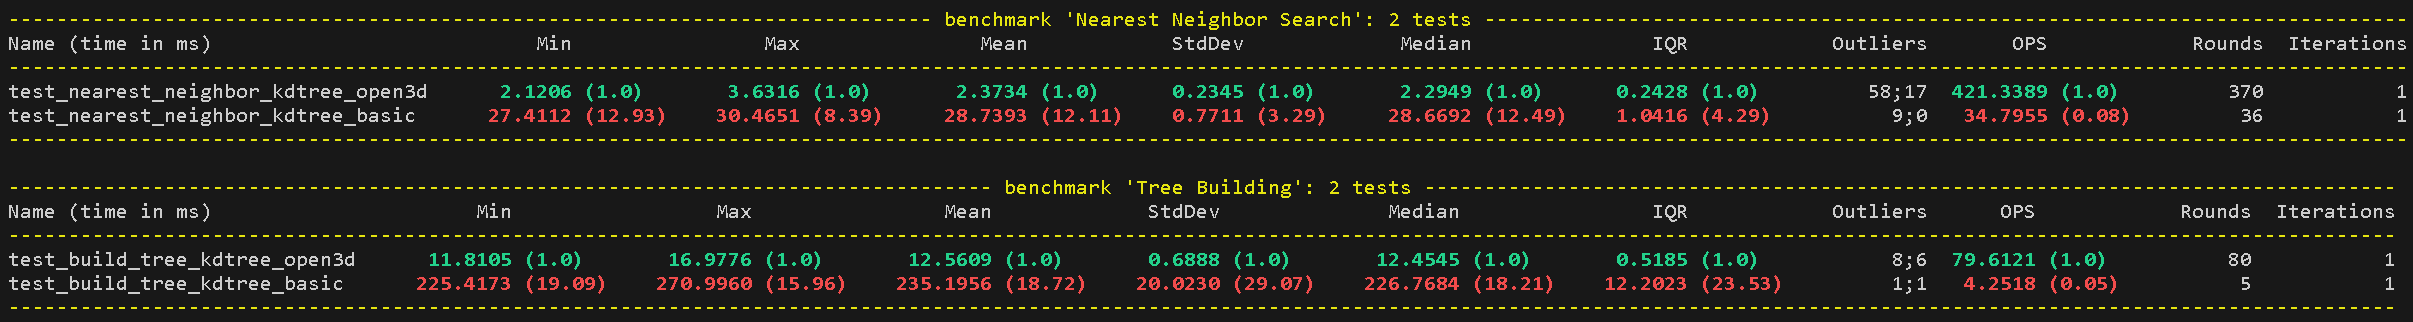 ----------------------------------------------------------------------------- benchmark 'Nearest Neighbor Search': 2 tests -----------------------------------------------------------------------------
Name (time in ms) Min Max Mean StdDev Median IQR Outliers OPS Rounds Iterations
--------------------------------------------------------------------------------------------------------------------------------------------------------------------------------------------------------
test_nearest_neighbor_kdtree_open3d 2.1206 (1.0) 3.6316 (1.0) 2.3734 (1.0) 0.2345 (1.0) 2.2949 (1.0) 0.2428 (1.0) 58;17 421.3389 (1.0) 370 1
test_nearest_neighbor_kdtree_basic 27.4112 (12.93) 30.4651 (8.39) 28.7393 (12.11) 0.7711 (3.29) 28.6692 (12.49) 1.0416 (4.29) 9;0 34.7955 (0.08) 36 1
--------------------------------------------------------------------------------------------------------------------------------------------------------------------------------------------------------
---------------------------------------------------------------------------------- benchmark 'Tree Building': 2 tests ---------------------------------------------------------------------------------
Name (time in ms) Min Max Mean StdDev Median IQR Outliers OPS Rounds Iterations
-------------------------------------------------------------------------------------------------------------------------------------------------------------------------------------------------------
test_build_tree_kdtree_open3d 11.8105 (1.0) 16.9776 (1.0) 12.5609 (1.0) 0.6888 (1.0) 12.4545 (1.0) 0.5185 (1.0) 8;6 79.6121 (1.0) 80 1
test_build_tree_kdtree_basic 225.4173 (19.09) 270.9960 (15.96) 235.1956 (18.72) 20.0230 (29.07) 226.7684 (18.21) 12.2023 (23.53) 1;1 4.2518 (0.05) 5 1
-------------------------------------------------------------------------------------------------------------------------------------------------------------------------------------------------------